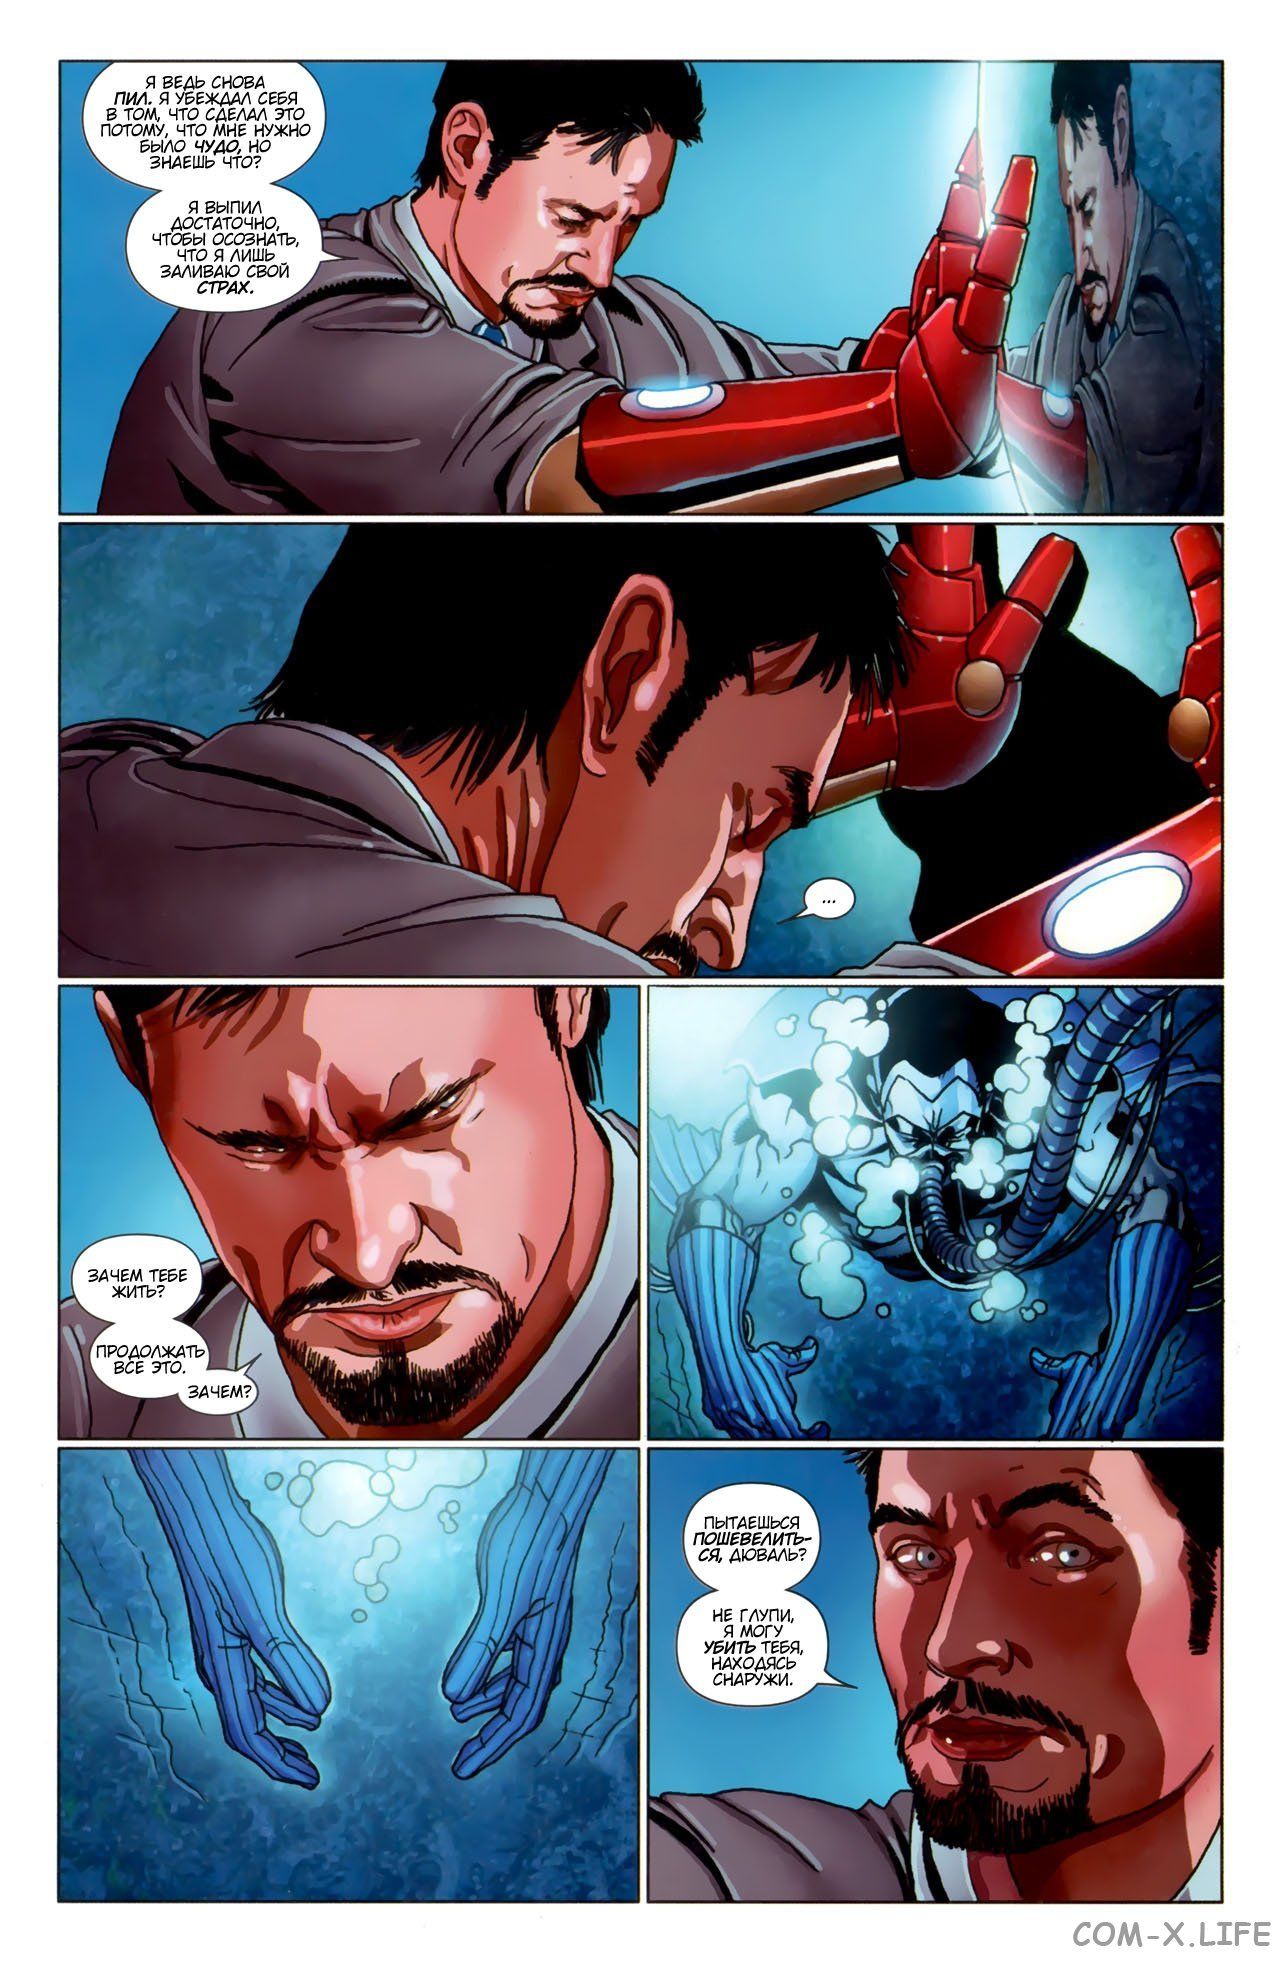 Я ВЕДЬ СНОВА
ПИЛ. Я УБЕЖДАЛ СЕБЯ
В ТОМ, ЧТО СДЕЛАЛ ЭТО
ПОТОМУ, ЧТО МНЕ НУЖНО
БЫЛО ЧУДО, НО
ЗНАЕШЬ ЧТО?
Я ВЫПИЛ
ДОСТАТОЧНО,
ЧТОБЫ ОСОЗНАТЬ,
ЧТО Я ЛИШЬ
ЗАЛИВАЮ СВОЙ
СТРАХ.
...
ЗАЧЕМ ТЕБЕ
ЖИТЬ?
ПРОДОЛЖАТЬ
ВСЕ ЭТО.
ЗАЧЕМ?
ПЫТАЕШЬСЯ
ПОШЕВЕЛИТЬ-
СЯ, ДЮВАЛЬ?
НЕ ГЛУПИ,
Я МОГУ
УБИТЬ ТЕБЯ,
НАХОДЯСЬ
СНАРУЖИ.
COM-X.LIFE